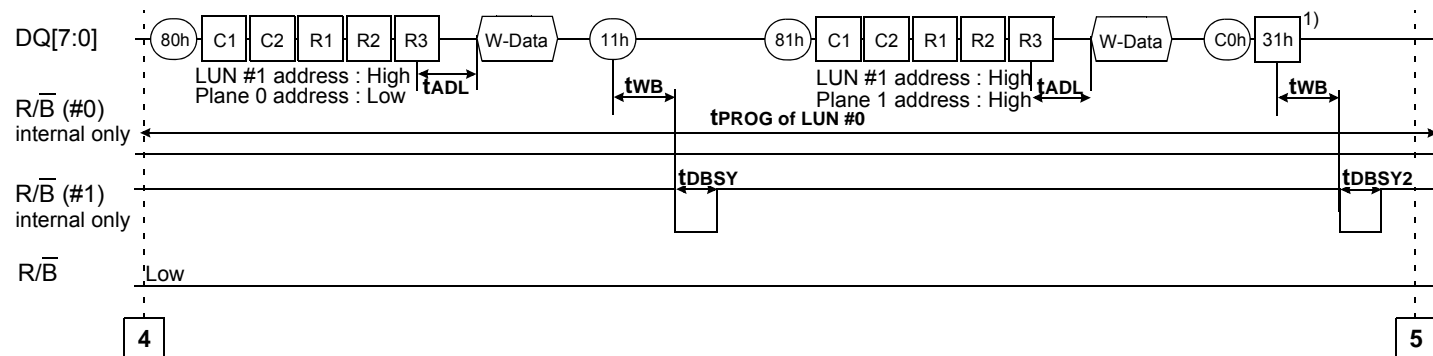 DQ[7:0] 80h C1 C2 R1 R2 R3 W-Data 11h 81h C1 C2 R1 R2 R3 W-Data C0h 31h 1)
LUN #1 address : High tADL LUN #1 address : High tADL
Plane 0 address : Low tWB Plane 1 address : High tWB
R/B̅ (#0)
internal only
tPROG of LUN #0
R/B̅ (#1)
internal only
tDBSY tDBSY2
R/B̅ Low
4 5